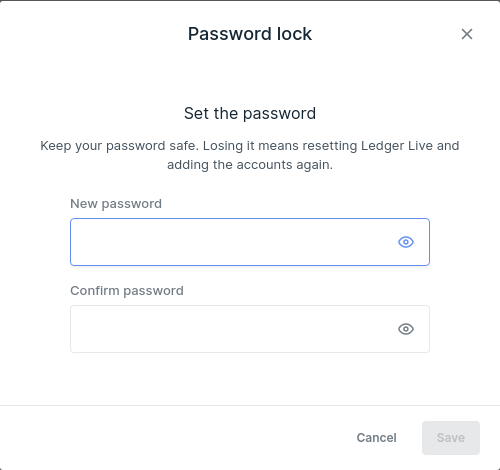 Password lock
Set the password
Keep your password safe. Losing it means resetting Ledger Live and
adding the accounts again.
New password
Confirm password
Cancel
Save